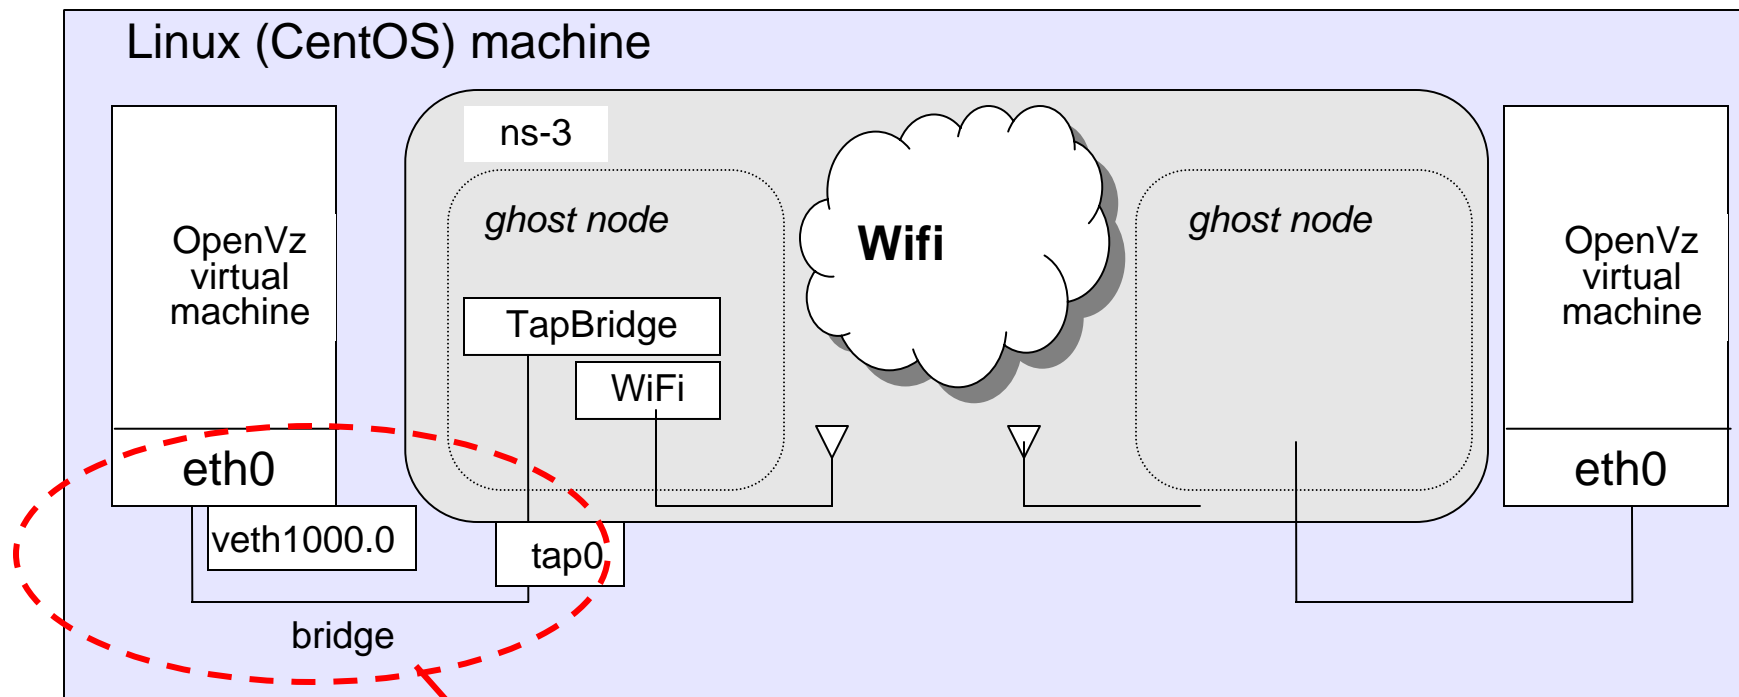 Linux (CentOS) machine
ns-3
OpenVz
virtual
machine
ghost node
Wifi
ghost node
OpenVz
virtual
machine
TapBridge
WiFi
eth0
eth0
veth1000.0
tap0
bridge